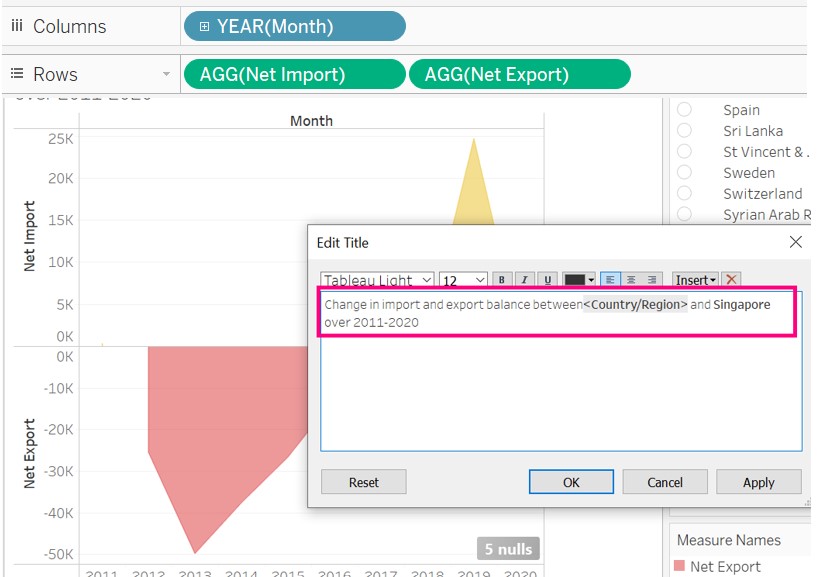 Columns
YEAR(Month)
Rows
AGG(Net Import)
AGG(Net Export)
over 2011-2020
Month
25K
20K
15K
10K
5K
0K
Net Import
0K
-10K
-20K
-30K
-40K
-50K
Net Export
5 nulls
2011 2012 2013 2014 2015 2016 2017 2018 2019 2020
Spain
Sri Lanka
St Vincent & .
Sweden
Switzerland
Syrian Arab R
Edit Title
Tableau Light
12
B I U
Insert
Change in import and export balance between<Country/Region> and Singapore
over 2011-2020
Reset
OK
Cancel
Apply
Measure Names
Net Export